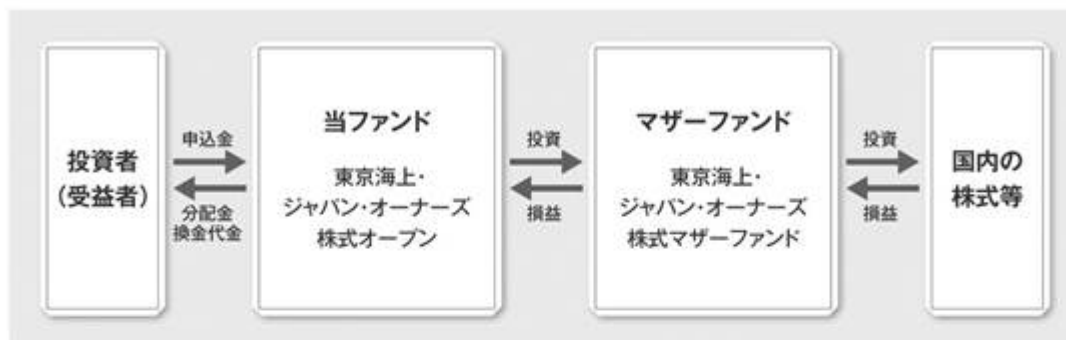 投資者
(受益者)
申込金
分配金
換金代金
当ファンド
東京海上・
ジャパン・オーナーズ
株式オープン
投資
損益
マザーファンド
東京海上・
ジャパン・オーナーズ
株式マザーファンド
投資
損益
国内の
株式等